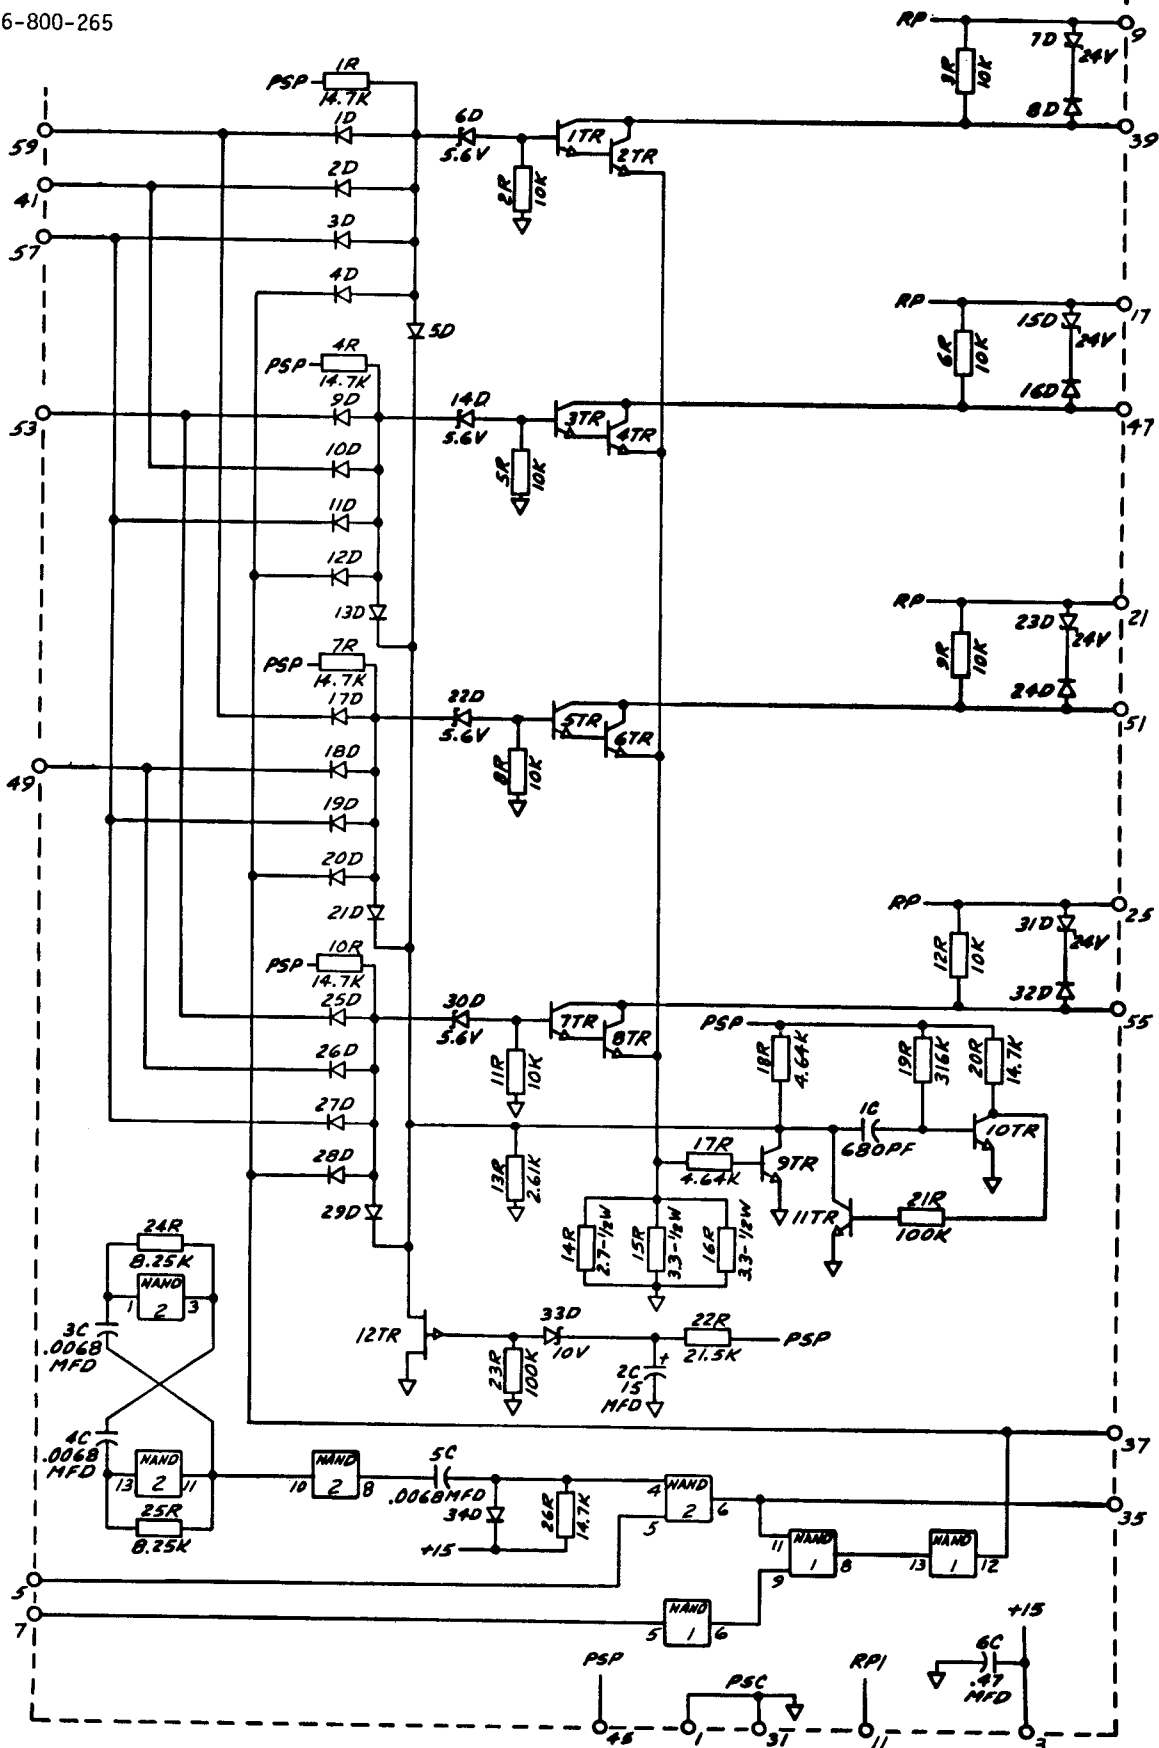 6-800-265
RP
9
7D
24V
3R
10K
8D
39
1R
PSP
14.7K
1D
59
6D
5.6V
1TR
2TR
2R
10K
2D
41
3D
57
4D
5D
RP
17
15D
24V
6R
10K
16D
47
4R
PSP
14.7K
9D
53
14D
5.6V
3TR
4TR
5R
10K
10D
11D
12D
13D
RP
21
23D
24V
9R
10K
24D
51
7R
PSP
14.7K
17D
22D
5.6V
5TR
6TR
8R
10K
18D
49
19D
20D
21D
RP
25
31D
24V
12R
10K
32D
55
10R
PSP
14.7K
25D
30D
5.6V
7TR
8TR
11R
10K
26D
27D
28D
29D
PSP
18R
4.64K
19R
316K
20R
14.7K
1C
680PF
10TR
17R
4.64K
9TR
13R
2.61K
11TR
21R
100K
14R
2.7-1/2W
15R
3.3-1/2W
16R
3.3-1/2W
24R
8.25K
NAND
1 2 3
3C
.0068
MFD
12TR
33D
10V
22R
21.5K
PSP
23R
100K
2C
+
15
MFD
37
4C
.0068
MFD
NAND
13 2 11
25R
8.25K
NAND
10 2 8
5C
.0068MFD
34D
26R
14.7K
+15
NAND
4
2 6
5
35
NAND
11
1 8
9
NAND
13 1 12
5
7
NAND
5 1 6
+15
6C
.47
MFD
PSP
PSC
RP1
45
1
31
11
3